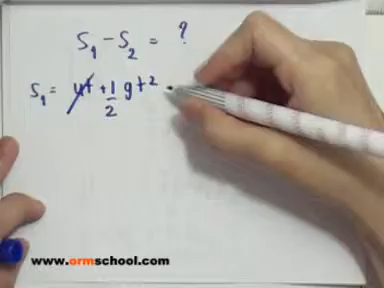 S₁ - S₂ = ?
S₁ = ut + 1/2 gt²
www.ormschool.com